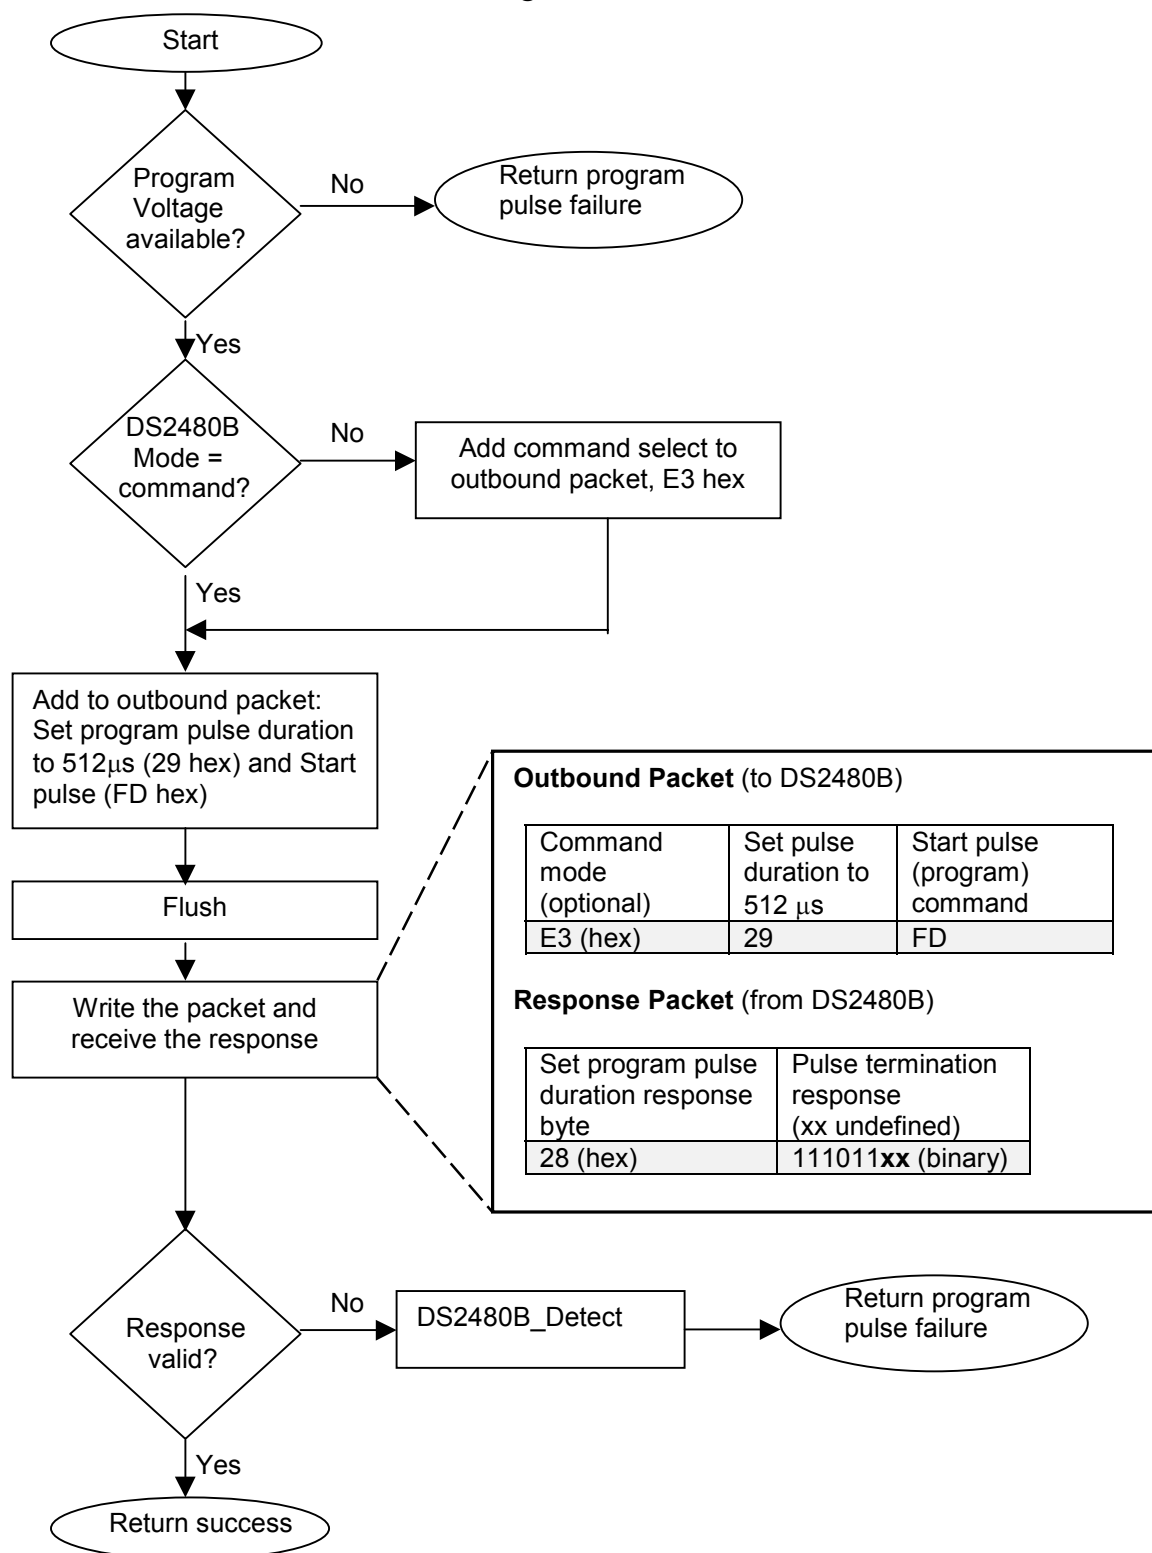 Start
Program
Voltage
available?
No
Return program
pulse failure
Yes
DS2480B
Mode =
command?
No
Add command select to
outbound packet, E3 hex
Yes
Add to outbound packet:
Set program pulse duration
to 512μs (29 hex) and Start
pulse (FD hex)
Flush
Write the packet and
receive the response
Outbound Packet (to DS2480B)
Command
mode
(optional)
Set pulse
duration to
512 μs
Start pulse
(program)
command
E3 (hex)
29
FD
Response Packet (from DS2480B)
Set program pulse
duration response
byte
Pulse termination
response
(xx undefined)
28 (hex)
111011xx (binary)
Response
valid?
No
DS2480B_Detect
Return program
pulse failure
Yes
Return success